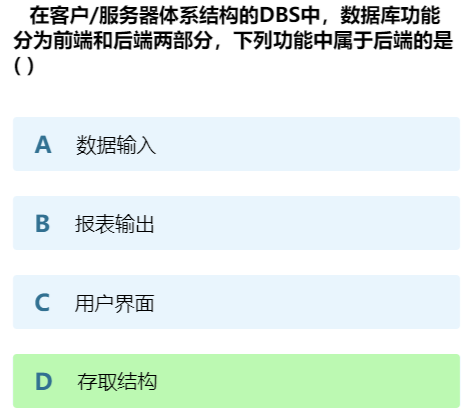 在客户/服务器体系结构的DBS中，数据库功能
分为前端和后端两部分，下列功能中属于后端的是
( )
A 数据输入
B 报表输出
C 用户界面
D 存取结构